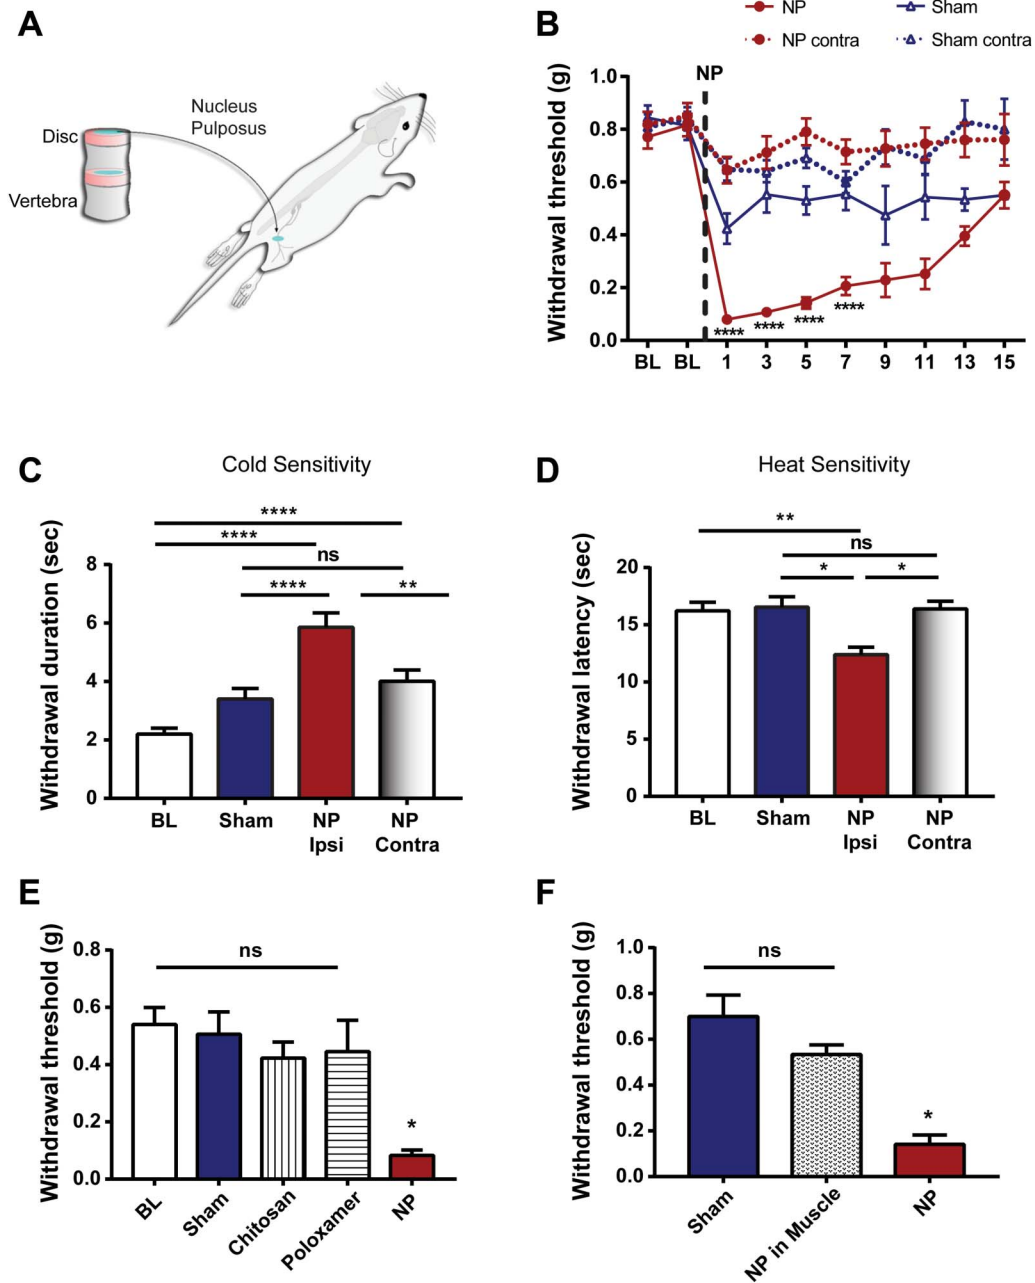 A
Nucleus
Pulposus
Disc
Vertebra
B
NP
Sham
NP contra
Sham contra
NP
Withdrawal threshold (g)
1.0
0.8
0.6
0.4
0.2
0.0
**** **** **** ****
BL BL 1 3 5 7 9 11 13 15
C
Cold Sensitivity
Withdrawal duration (sec)
****
****
ns
**** **
8
6
4
2
0
BL Sham NP NP
Ipsi Contra
D
Heat Sensitivity
Withdrawal latency (sec)
**
ns
* *
20
15
10
5
0
BL Sham NP NP
Ipsi Contra
E
Withdrawal threshold (g)
ns
0.8
0.6
0.4
0.2
0.0
*
BL Sham Chitosan Poloxamer NP
F
Withdrawal threshold (g)
ns
1.0
0.8
0.6
0.4
0.2
0.0
*
Sham NP in Muscle NP